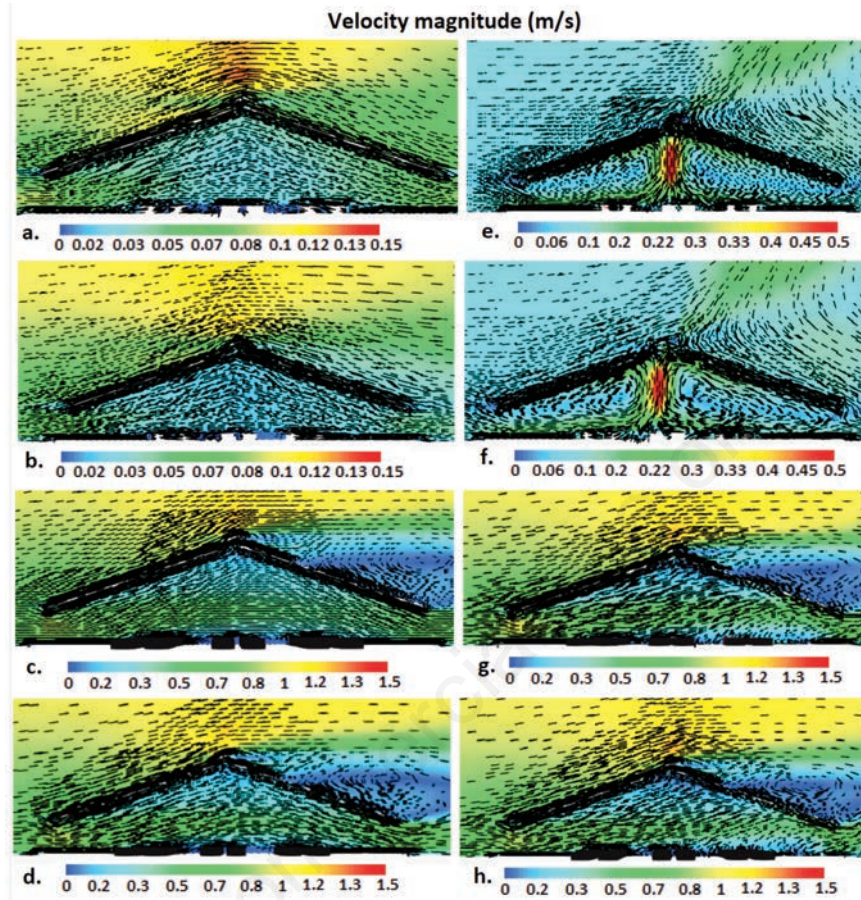 Velocity magnitude (m/s)
a. 0 0.02 0.03 0.05 0.07 0.08 0.1 0.12 0.13 0.15
e. 0 0.06 0.1 0.2 0.22 0.3 0.33 0.4 0.45 0.5
b. 0 0.02 0.03 0.05 0.07 0.08 0.1 0.12 0.13 0.15
f. 0 0.06 0.1 0.2 0.22 0.3 0.33 0.4 0.45 0.5
c. 0 0.2 0.3 0.5 0.7 0.8 1 1.2 1.3 1.5
g. 0 0.2 0.3 0.5 0.7 0.8 1 1.2 1.3 1.5
d. 0 0.2 0.3 0.5 0.7 0.8 1 1.2 1.3 1.5
h. 0 0.2 0.3 0.5 0.7 0.8 1 1.2 1.3 1.5